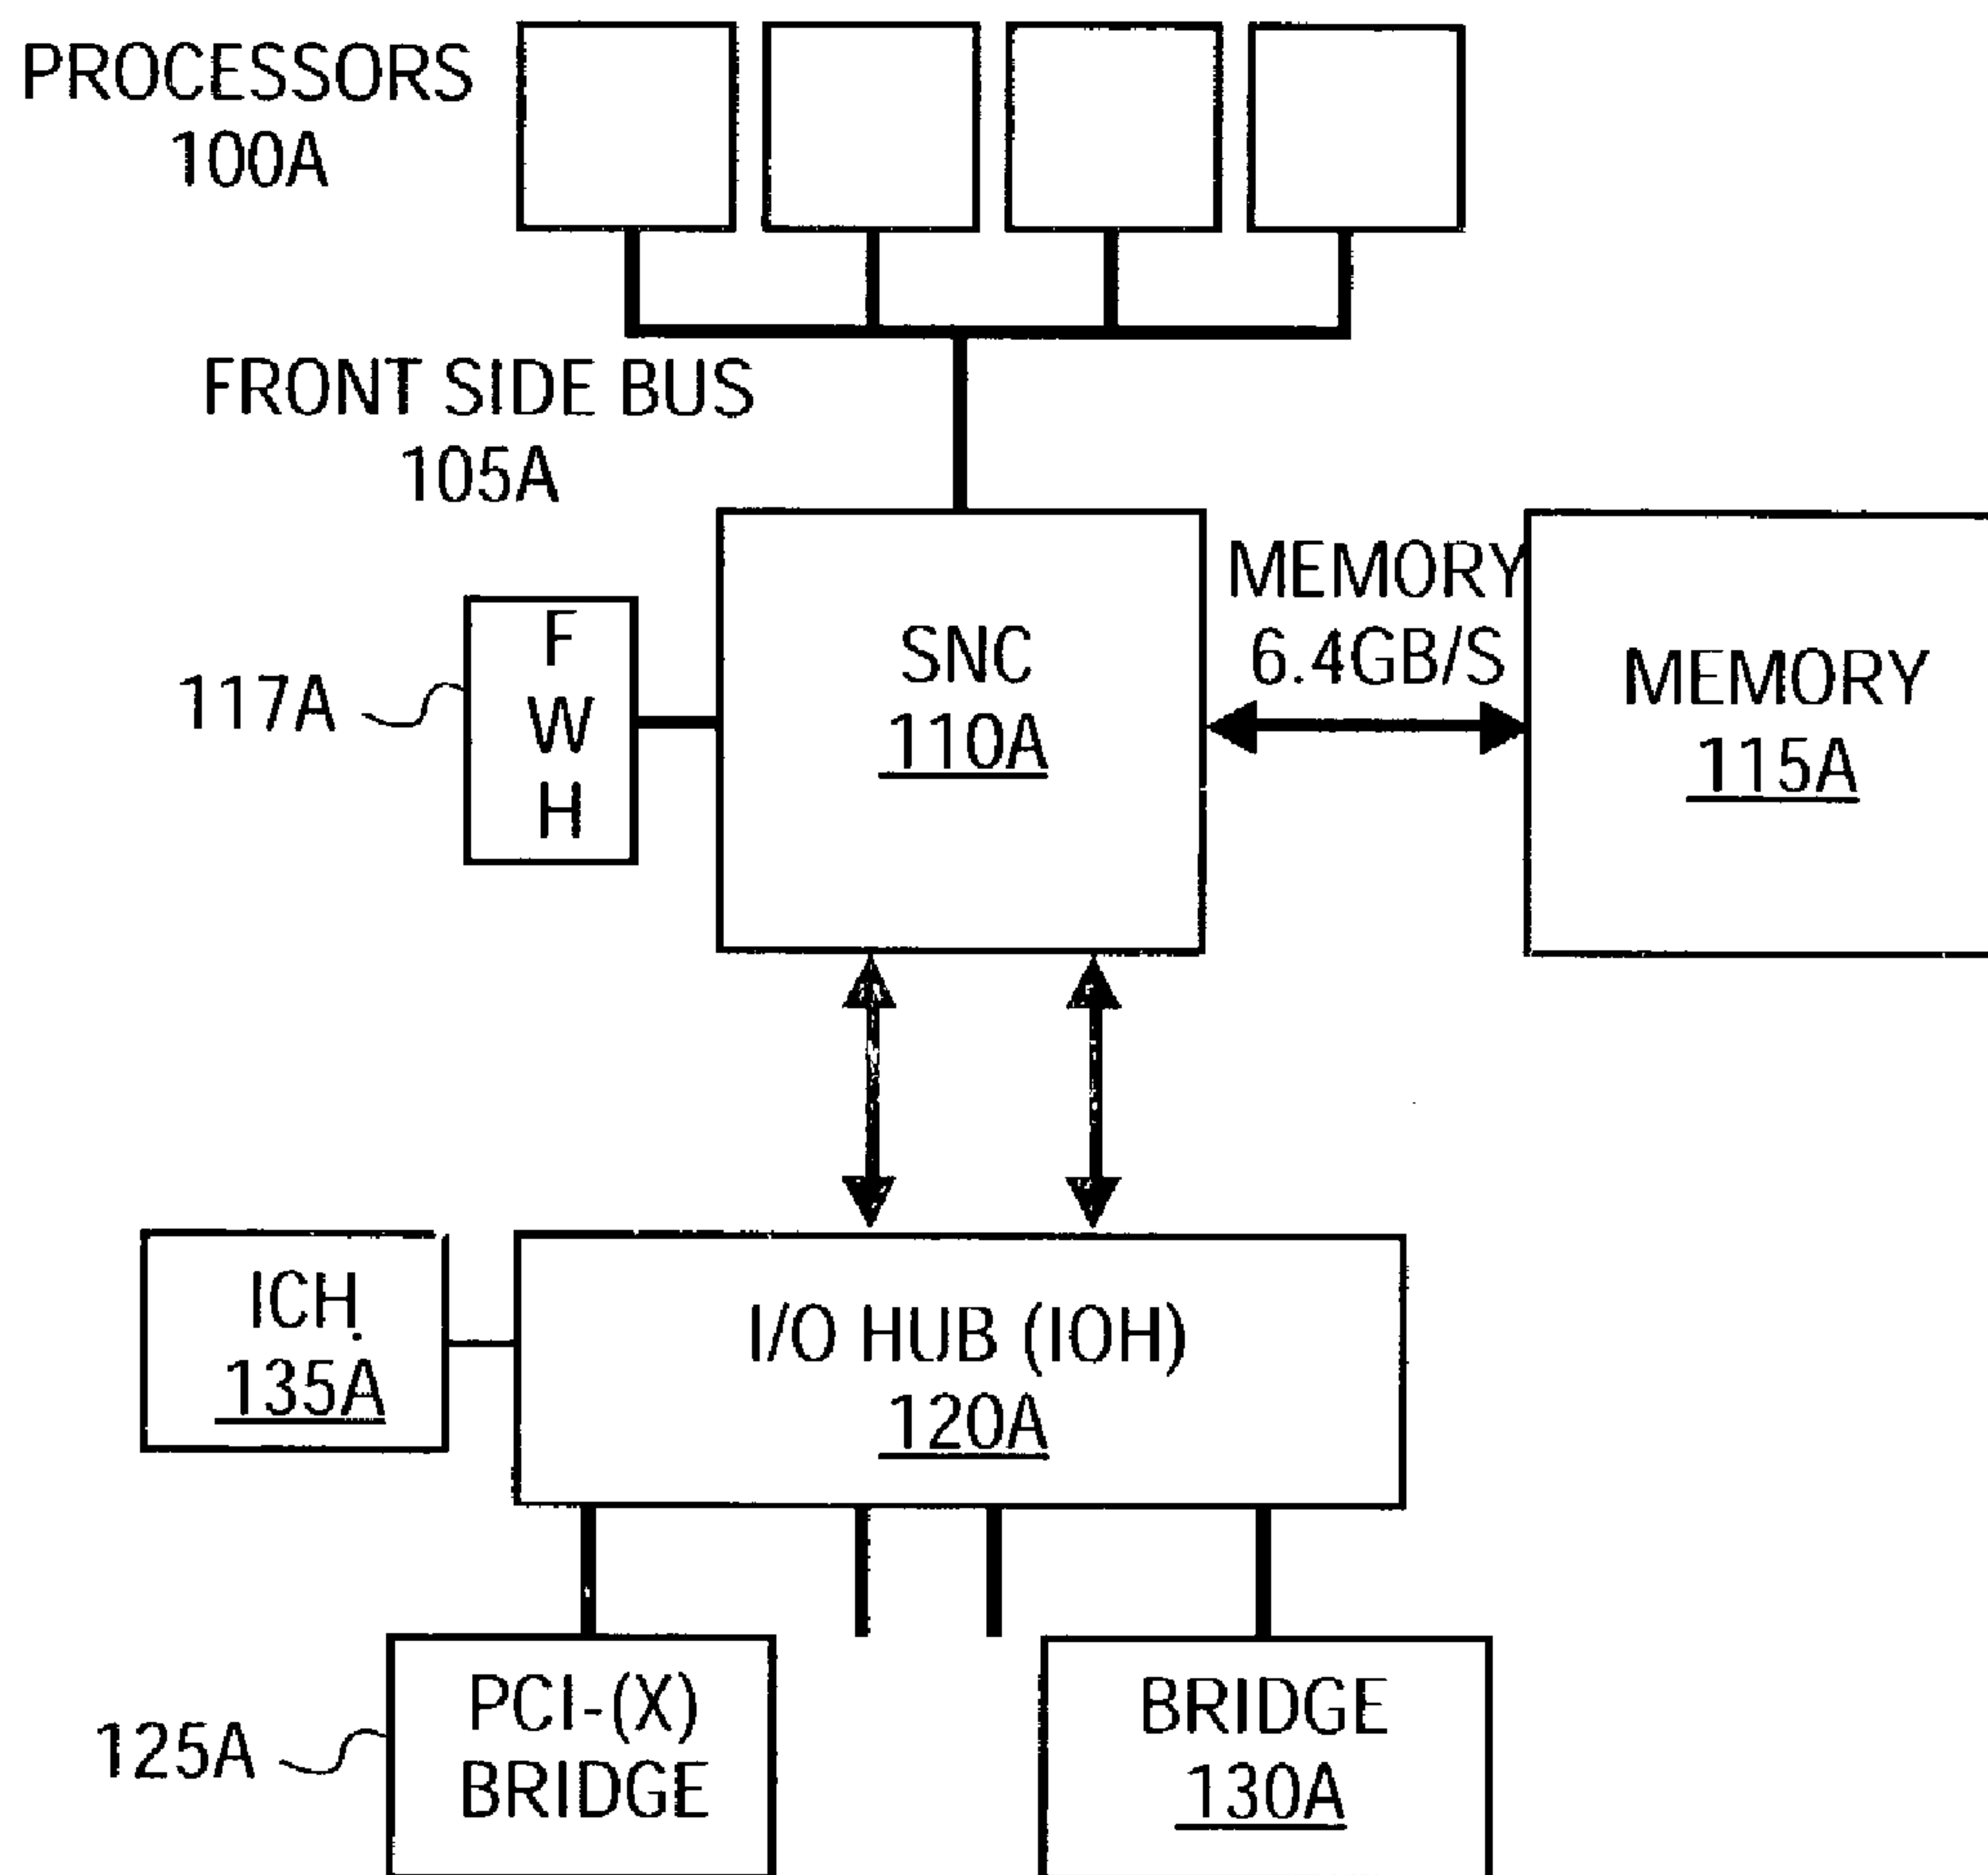 PROCESSORS
100A
FRONT SIDE BUS
105A
F
W
H
117A
SNC
110A
MEMORY
6.4GB/S
MEMORY
115A
ICH
135A
I/O HUB (IOH)
120A
PCI-(X)
BRIDGE
125A
BRIDGE
130A